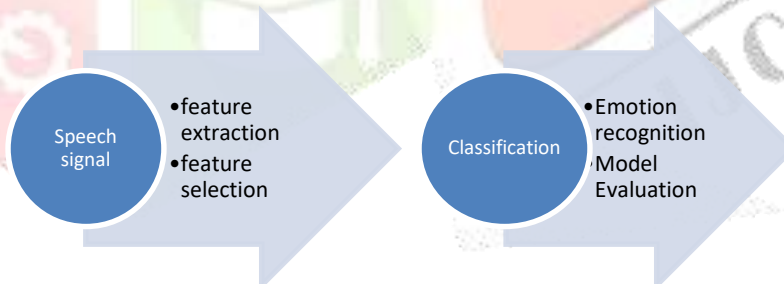 Speech
signal
•feature
extraction
•feature
selection
Classification
•Emotion
recognition
•Model
Evaluation